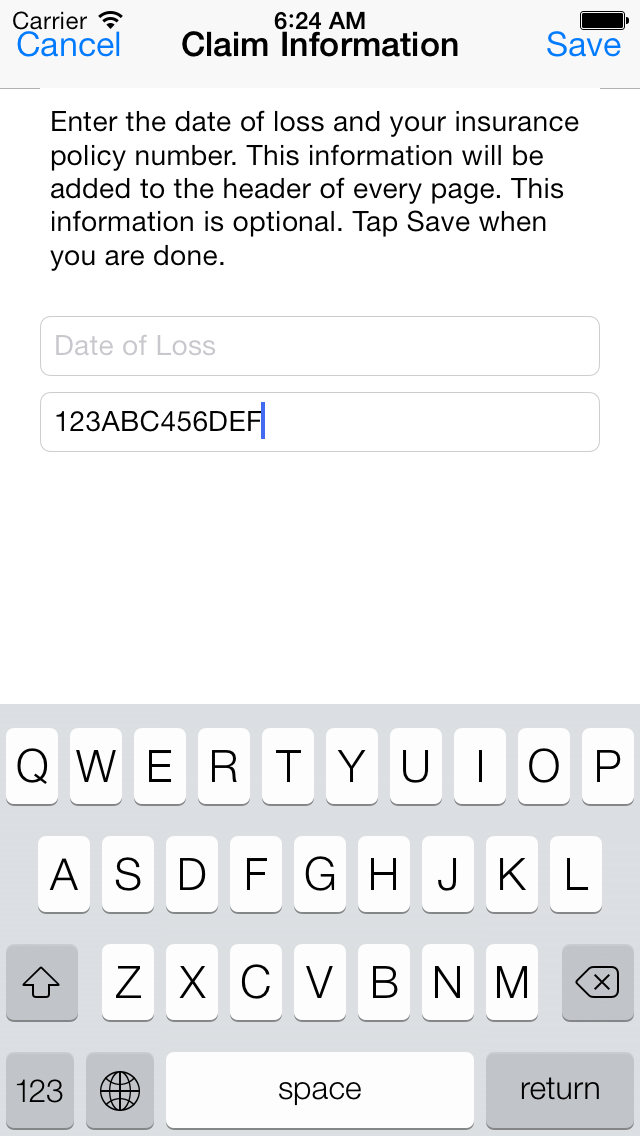 Carrier 6:24 AM
Cancel Claim Information Save
Enter the date of loss and your insurance
policy number. This information will be
added to the header of every page. This
information is optional. Tap Save when
you are done.
Date of Loss
123ABC456DEF
Q W E R T Y U I O P
A S D F G H J K L
Z X C V B N M
123 space return